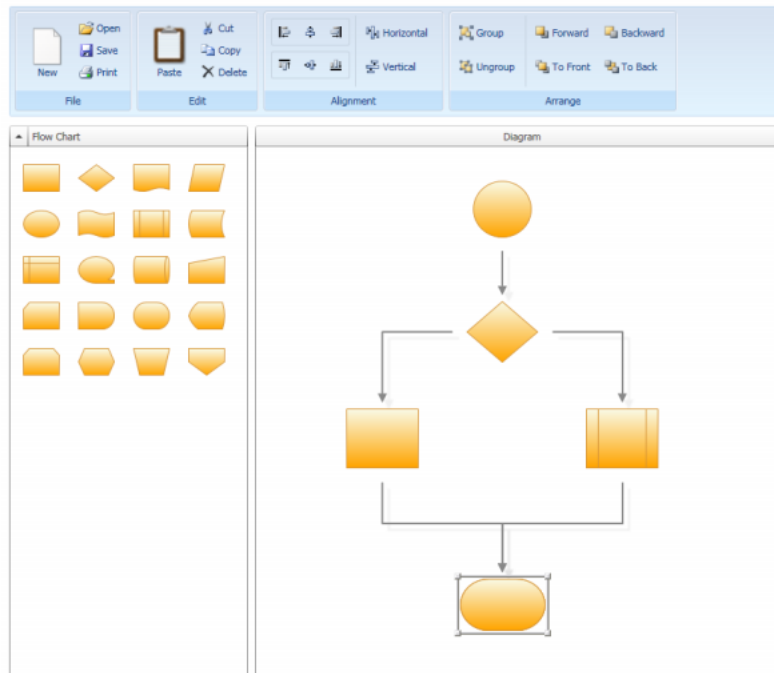 Open
Cut
Horizontal
Group
Forward
Backward
Save
Copy
New
Print
Paste
Delete
Vertical
Ungroup
To Front
To Back
File
Edit
Alignment
Arrange
Flow Chart
Diagram